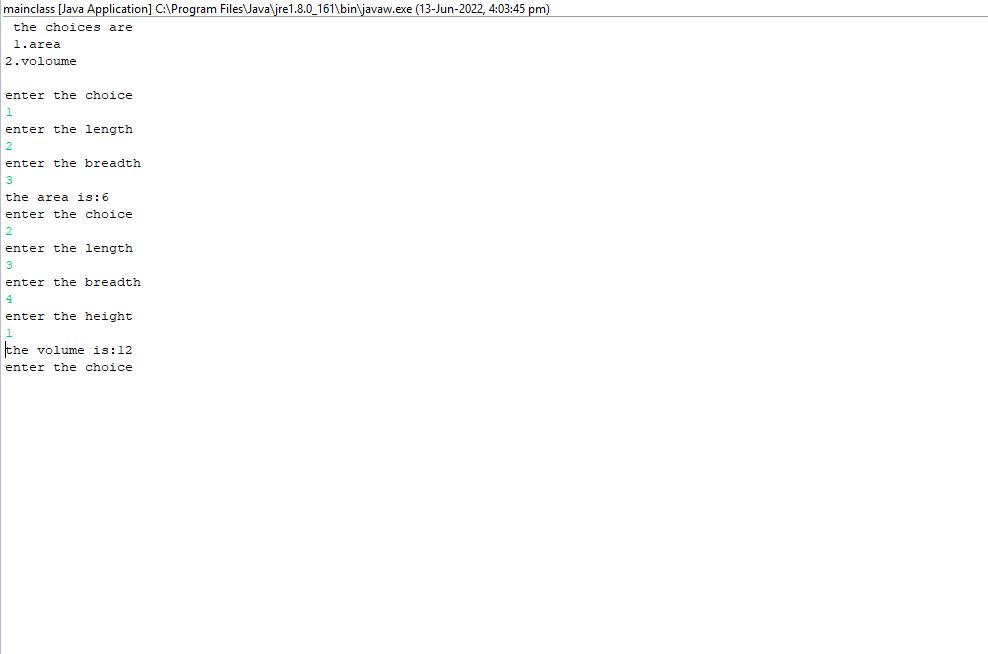 mainclass [Java Application] C:\Program Files\Java\jre1.8.0_161\bin\javaw.exe (13-Jun-2022, 4:03:45 pm)
the choices are
1.area
2.voloume
enter the choice
1
enter the length
2
enter the breadth
3
the area is:6
enter the choice
2
enter the length
3
enter the breadth
4
enter the height
1
the volume is:12
enter the choice